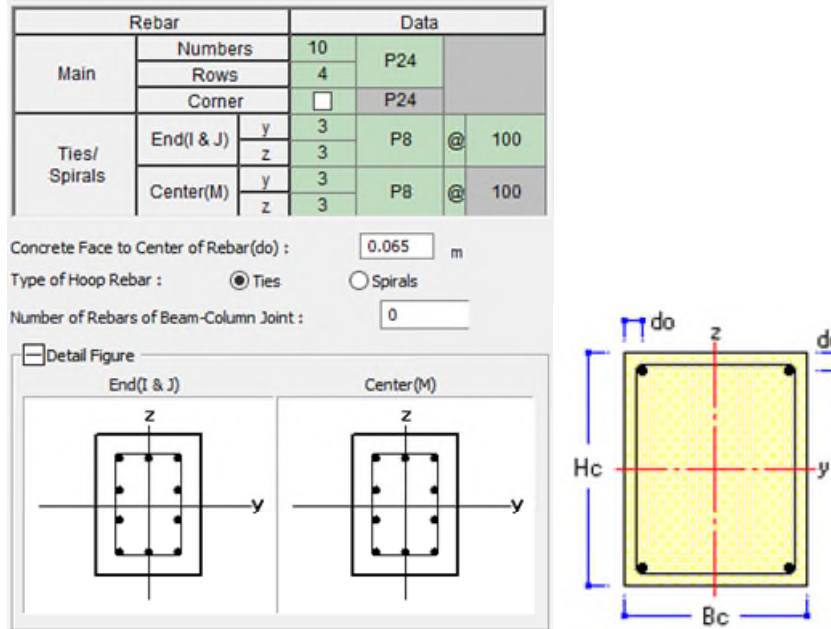 Rebar Data
Main Numbers 10 P24
Rows 4
Corner P24
Ties/
Spirals End(I & J) y 3 P8 @ 100
z 3
Center(M) y 3 P8 @ 100
z 3
Concrete Face to Center of Rebar(do) : 0.065 m
Type of Hoop Rebar : Ties Spirals
Number of Rebars of Beam-Column Joint : 0
Detail Figure
End(I & J) Center(M)
z z
y y
do z do
Hc y
Bc